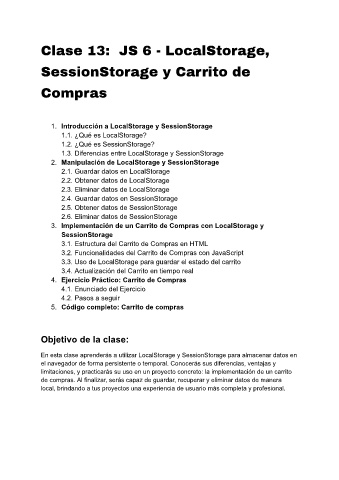 Clase 13:  JS 6 - LocalStorage,
SessionStorage y Carrito de
Compras
1. Introducción a LocalStorage y SessionStorage
1.1. ¿Qué es LocalStorage?
1.2. ¿Qué es SessionStorage?
1.3. Diferencias entre LocalStorage y SessionStorage
2. Manipulación de LocalStorage y SessionStorage
2.1. Guardar datos en LocalStorage
2.2. Obtener datos de LocalStorage
2.3. Eliminar datos de LocalStorage
2.4. Guardar datos en SessionStorage
2.5. Obtener datos de SessionStorage
2.6. Eliminar datos de SessionStorage
3. Implementación de un Carrito de Compras con LocalStorage y
SessionStorage
3.1. Estructura del Carrito de Compras en HTML
3.2. Funcionalidades del Carrito de Compras con JavaScript
3.3. Uso de LocalStorage para guardar el estado del carrito
3.4. Actualización del Carrito en tiempo real
4. Ejercicio Práctico: Carrito de Compras
4.1. Enunciado del Ejercicio
4.2. Pasos a seguir
5. Código completo: Carrito de compras
Objetivo de la clase:
En esta clase aprenderás a utilizar LocalStorage y SessionStorage para almacenar datos en
el navegador de forma persistente o temporal. Conocerás sus diferencias, ventajas y
limitaciones, y practicarás su uso en un proyecto concreto: la implementación de un carrito
de compras. Al finalizar, serás capaz de guardar, recuperar y eliminar datos de manera
local, brindando a tus proyectos una experiencia de usuario más completa y profesional.